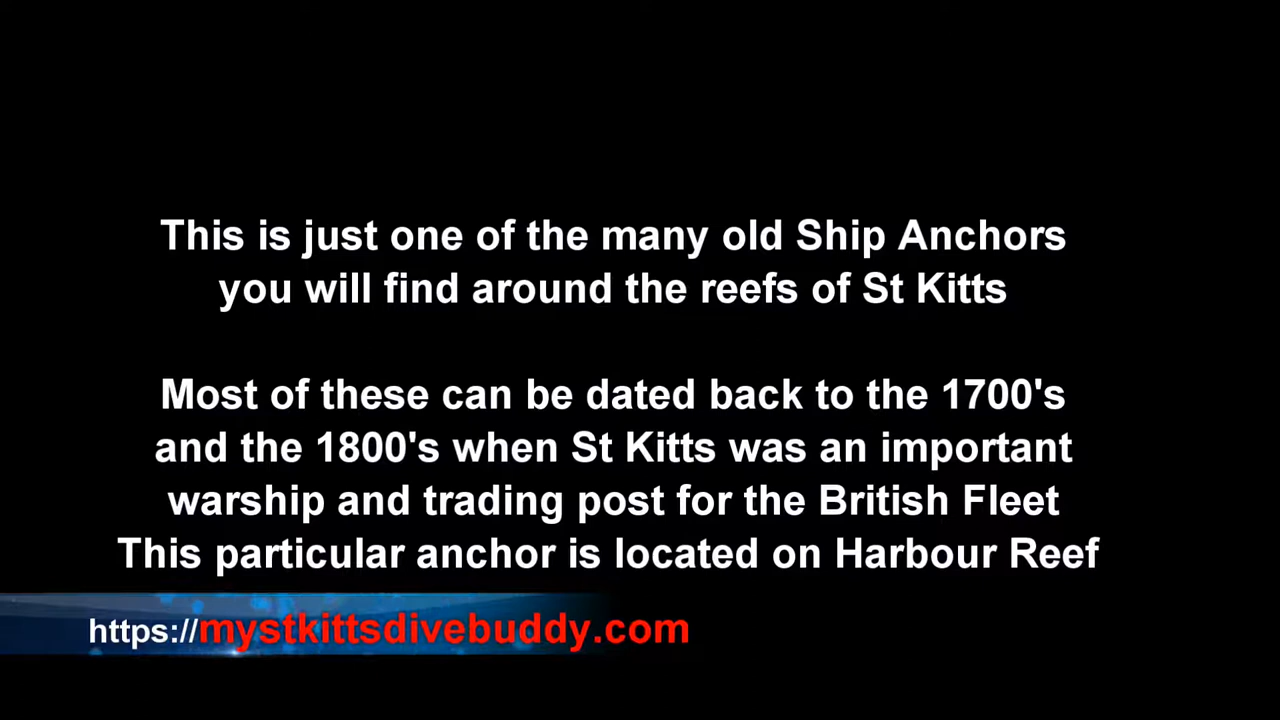 This is just one of the many old Ship Anchors
you will find around the reefs of St Kitts
Most of these can be dated back to the 1700's
and the 1800's when St Kitts was an important
warship and trading post for the British Fleet
This particular anchor is located on Harbour Reef
https://mystkittsdivebuddy.com